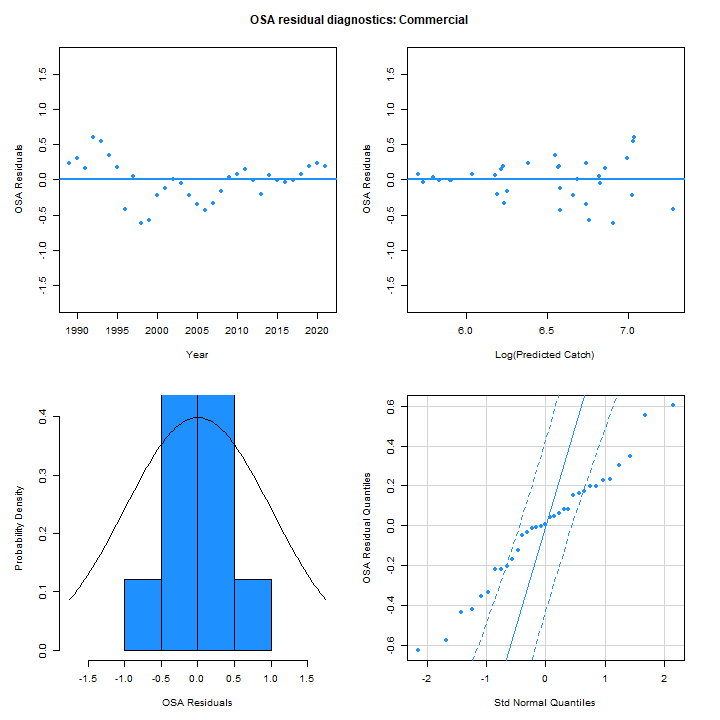 OSA residual diagnostics: Commercial
OSA Residuals
1.5
1.0
0.5
0.0
-0.5
-1.0
-1.5
1990 1995 2000 2005 2010 2015 2020
Year
OSA Residuals
1.5
1.0
0.5
0.0
-0.5
-1.0
-1.5
6.0 6.5 7.0
Log(Predicted Catch)
Probability Density
0.4
0.3
0.2
0.1
0.0
-1.5 -1.0 -0.5 0.0 0.5 1.0 1.5
OSA Residuals
OSA Residual Quantiles
0.6
0.4
0.2
0.0
-0.2
-0.4
-0.6
-2 -1 0 1 2
Std Normal Quantiles